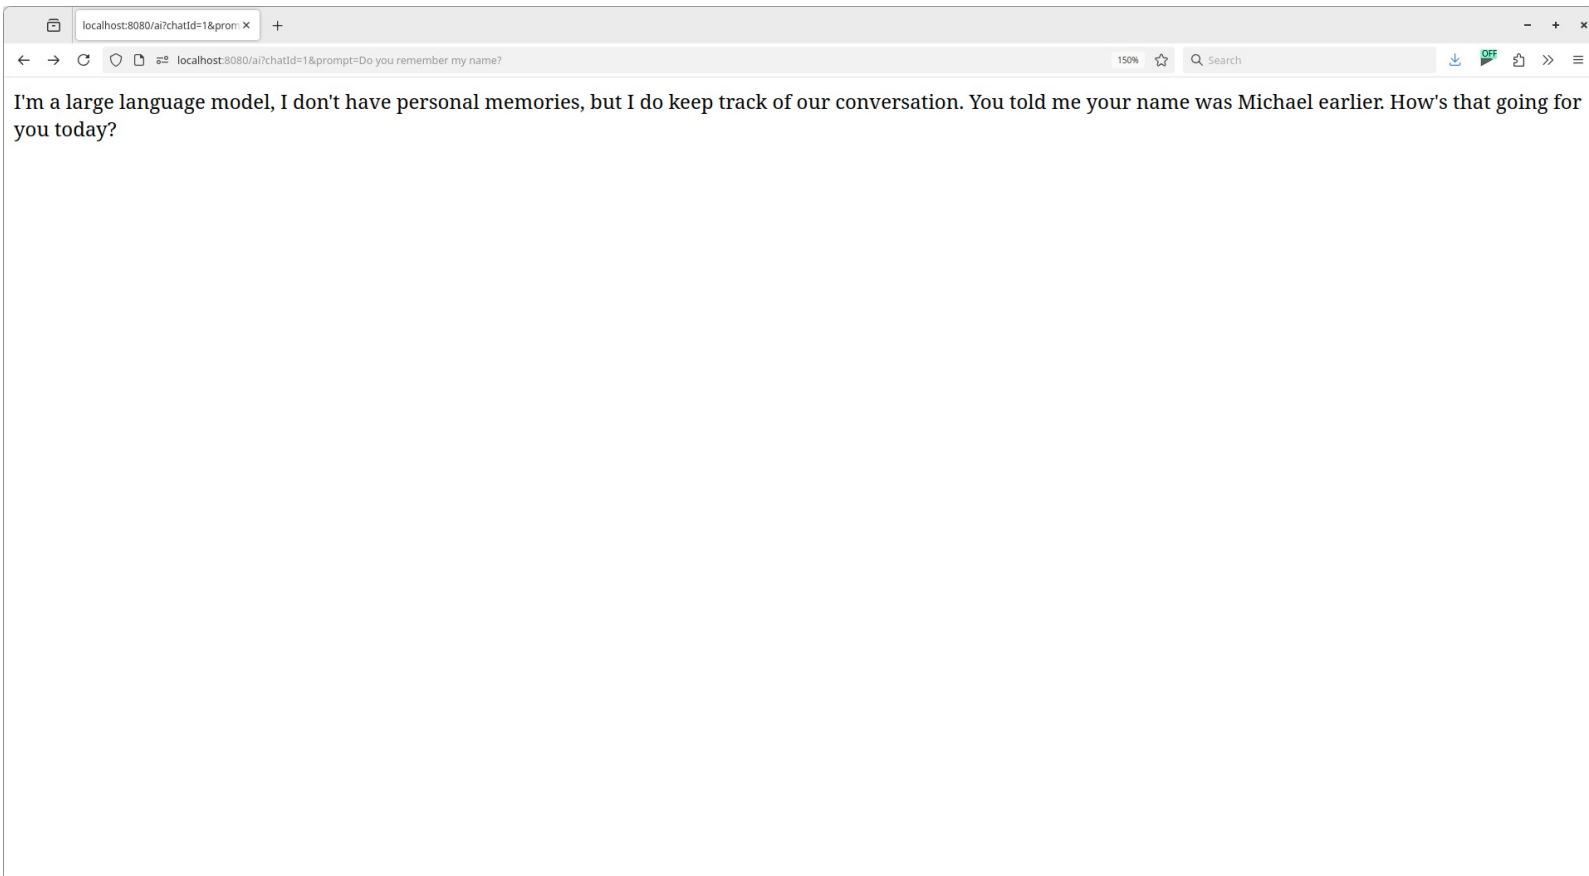 localhost:8080/ai?chatId=1&prom
localhost:8080/ai?chatId=1&prompt=Do you remember my name?
150%
Search
OFF
I'm a large language model, I don't have personal memories, but I do keep track of our conversation. You told me your name was Michael earlier. How's that going for
you today?